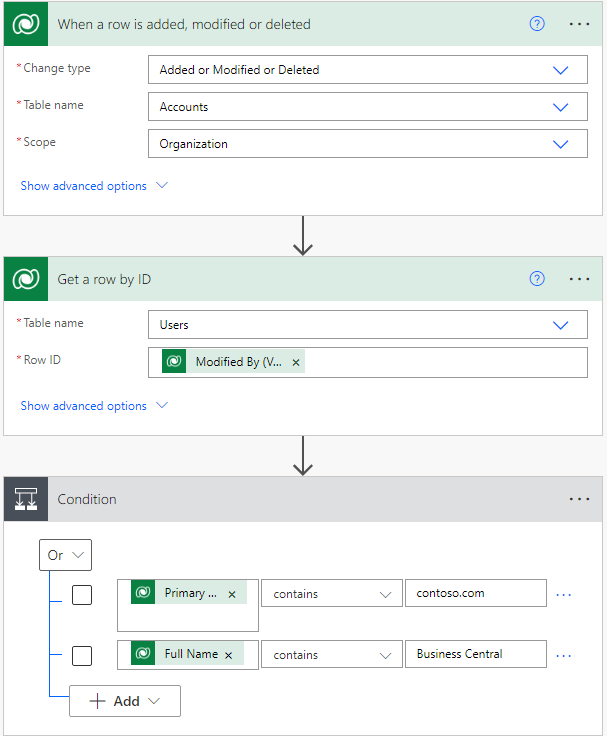 When a row is added, modified or deleted
* Change type Added or Modified or Deleted
* Table name Accounts
* Scope Organization
Show advanced options
Get a row by ID
* Table name Users
* Row ID Modified By (V... ×
Show advanced options
Condition
Or
Primary ... × contains contoso.com
Full Name × contains Business Central
+ Add